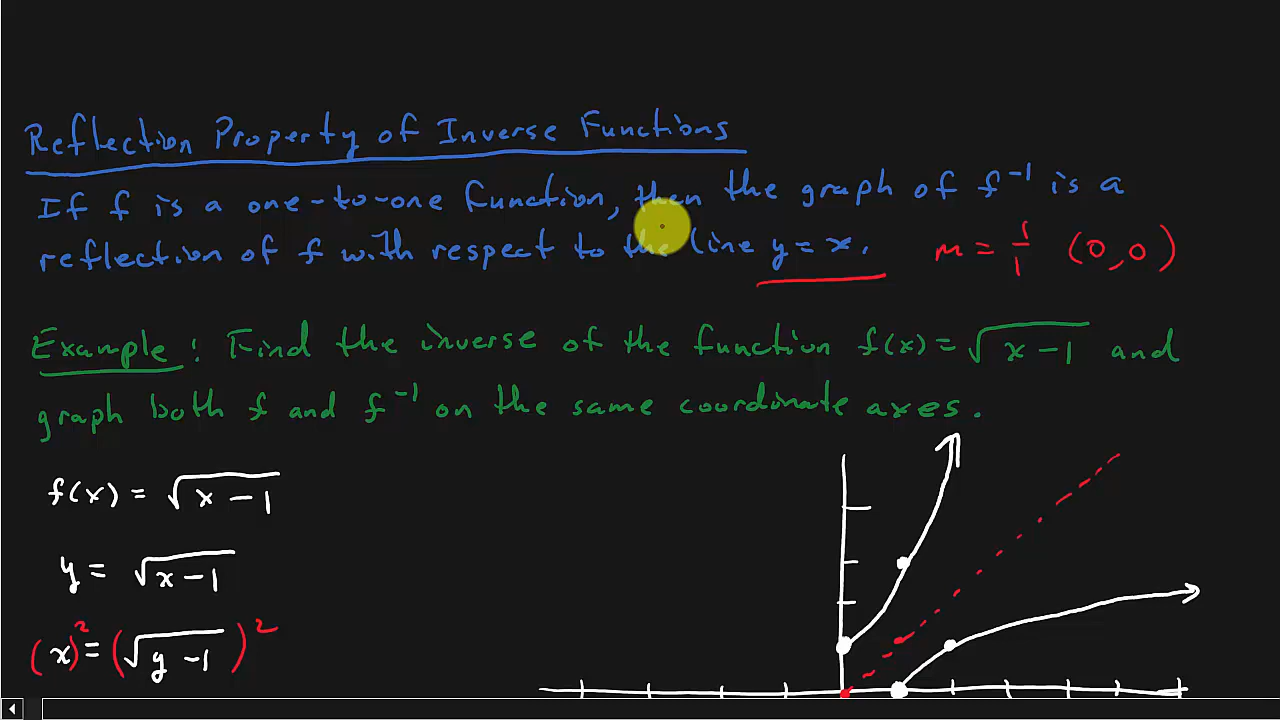 Reflection Property of Inverse Functions
If f is a one-to-one function, then the graph of f⁻¹ is a
reflection of f with respect to the line y = x. m = 1/1 (0,0)
Example: Find the inverse of the function f(x) = √(x-1) and
graph both f and f⁻¹ on the same coordinate axes.
f(x) = √(x-1)
y = √(x-1)
(x)² = (√(y-1))²